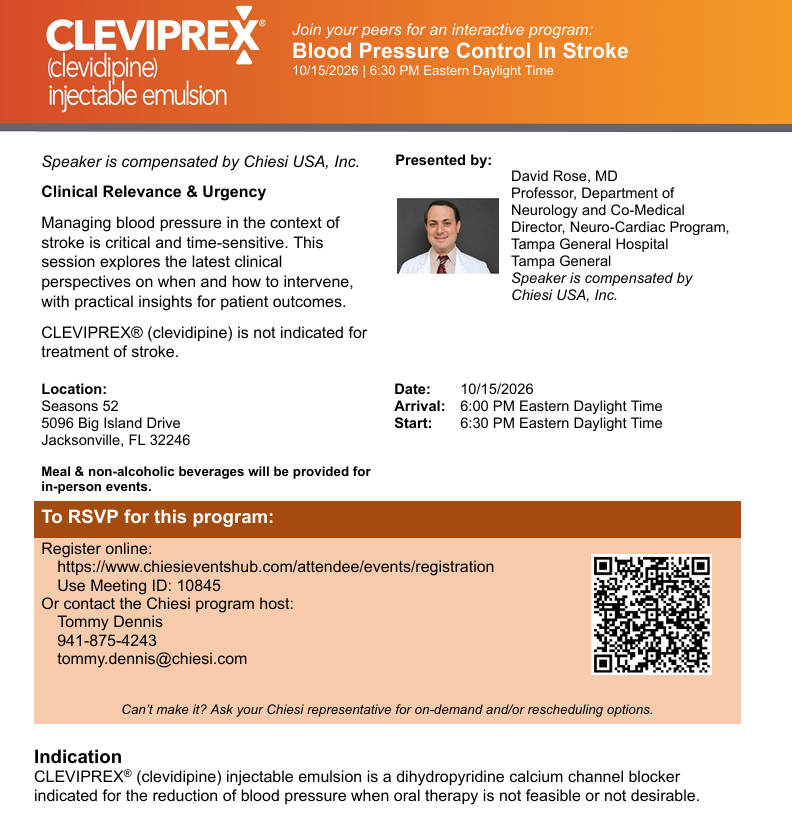 CLEVIPREX®
(clevidipine)
injectable emulsion
Join your peers for an interactive program:
Blood Pressure Control In Stroke
10/15/2026 | 6:30 PM Eastern Daylight Time
Speaker is compensated by Chiesi USA, Inc.
Clinical Relevance & Urgency
Managing blood pressure in the context of
stroke is critical and time-sensitive. This
session explores the latest clinical
perspectives on when and how to intervene,
with practical insights for patient outcomes.
CLEVIPREX® (clevidipine) is not indicated for
treatment of stroke.
Presented by:
David Rose, MD
Professor, Department of
Neurology and Co-Medical
Director, Neuro-Cardiac Program,
Tampa General Hospital
Tampa General
Speaker is compensated by
Chiesi USA, Inc.
Location:
Seasons 52
5096 Big Island Drive
Jacksonville, FL 32246
Date: 10/15/2026
Arrival: 6:00 PM Eastern Daylight Time
Start: 6:30 PM Eastern Daylight Time
Meal & non-alcoholic beverages will be provided for
in-person events.
To RSVP for this program:
Register online:
https://www.chiesieventshub.com/attendee/events/registration
Use Meeting ID: 10845
Or contact the Chiesi program host:
Tommy Dennis
941-875-4243
tommy.dennis@chiesi.com
Can't make it? Ask your Chiesi representative for on-demand and/or rescheduling options.
Indication
CLEVIPREX® (clevidipine) injectable emulsion is a dihydropyridine calcium channel blocker
indicated for the reduction of blood pressure when oral therapy is not feasible or not desirable.